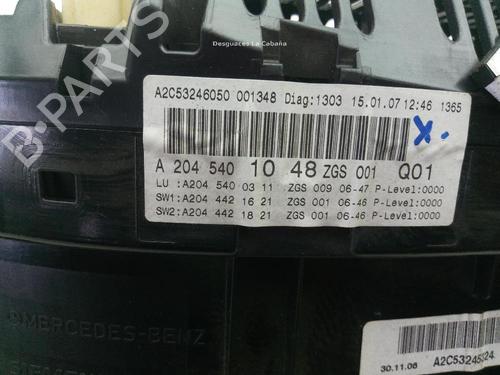 Desguaces La Cabaña
A2C53246050 001348 Diag:1303 15.01.07 12:46 1365
X.
A 204 540 10 48 ZGS 001 Q01
LU :A204 540 03 11 ZGS 009 06-47 P-Level:0000
SW1:A204 442 16 21 ZGS 001 06-46 P-Level:0000
SW2:A204 442 18 21 ZGS 001 06-46 P-Level:0000
B-PARTS
MERCEDES-BENZ
30.11.06 A2C53245324